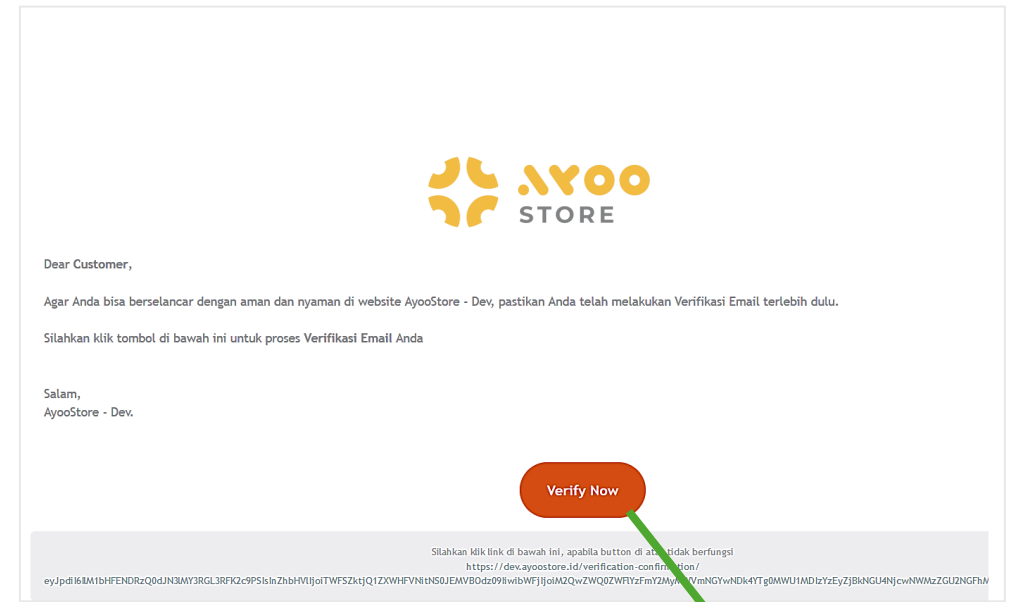 AYOO
STORE
Dear Customer,
Agar Anda bisa berselancar dengan aman dan nyaman di website AyooStore - Dev, pastikan Anda telah melakukan Verifikasi Email terlebih dulu.
Silahkan klik tombol di bawah ini untuk proses Verifikasi Email Anda
Salam,
AyooStore - Dev.
Verify Now
Silahkan klik link di bawah ini, apabila button di atas tidak berfungsi
https://dev.ayoostore.id/verification-confirmation/